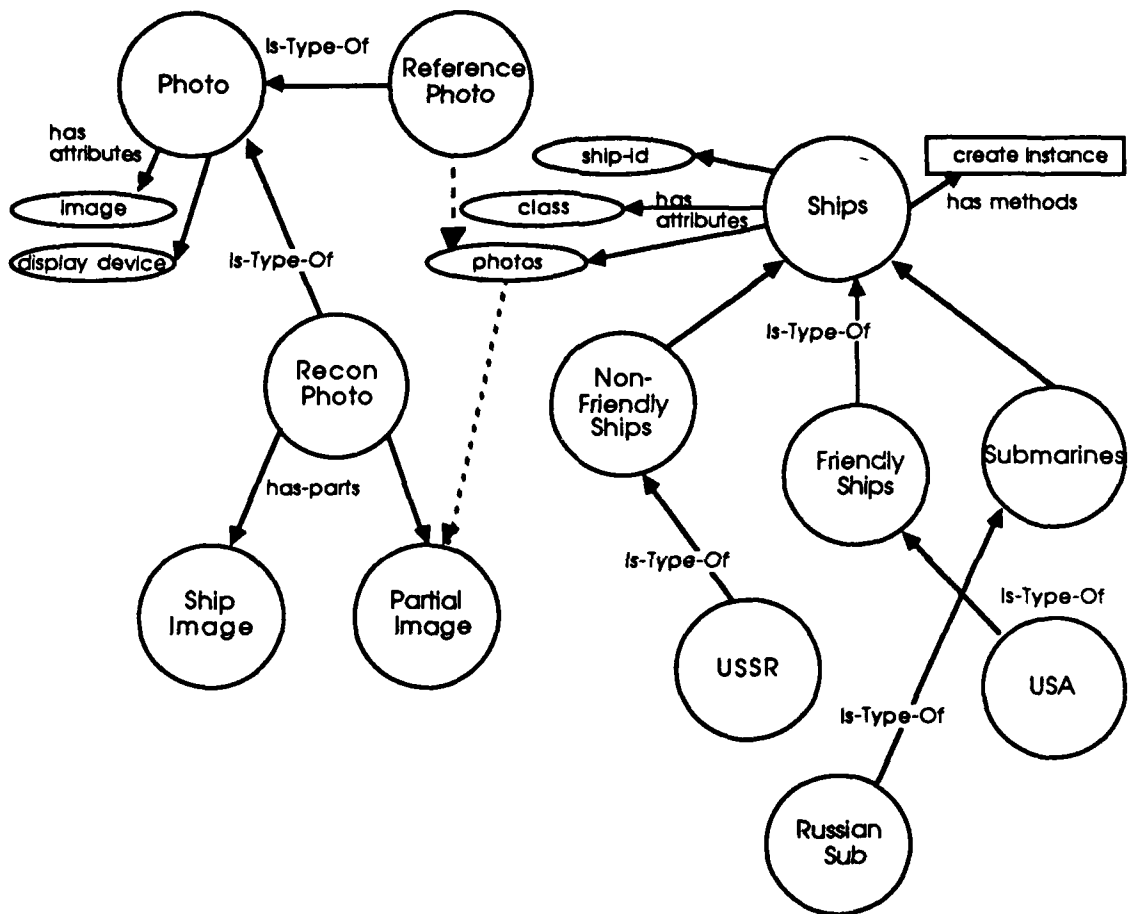 Is-Type-Of
Photo
Reference
Photo
has
attributes
image
display device
Is-Type-Of
ship-id
class
has
attributes
photos
Ships
create instance
has methods
Recon
Photo
has-parts
Ship
Image
Partial
Image
Non-
Friendly
Ships
Is-Type-Of
Friendly
Ships
Submarines
Is-Type-Of
USSR
Is-Type-Of
USA
Is-Type-Of
Russian
Sub